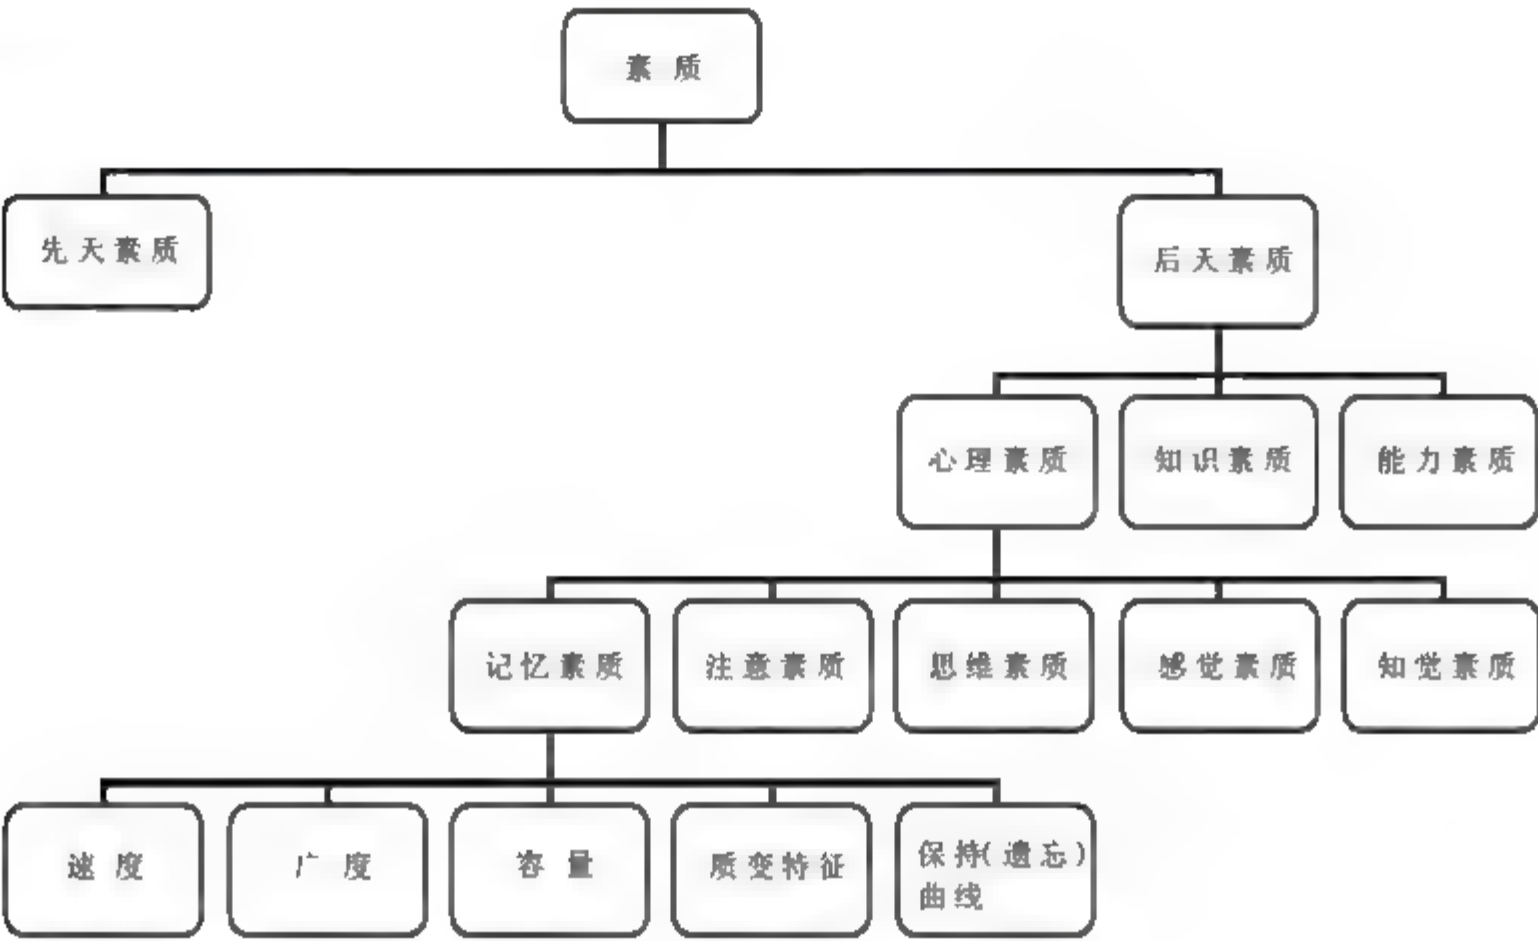 素质
先天素质
后天素质
心理素质
知识素质
能力素质
记忆素质
注意素质
思维素质
感觉素质
知觉素质
速度
广度
容量
质变特征
保持(遗忘)
曲线